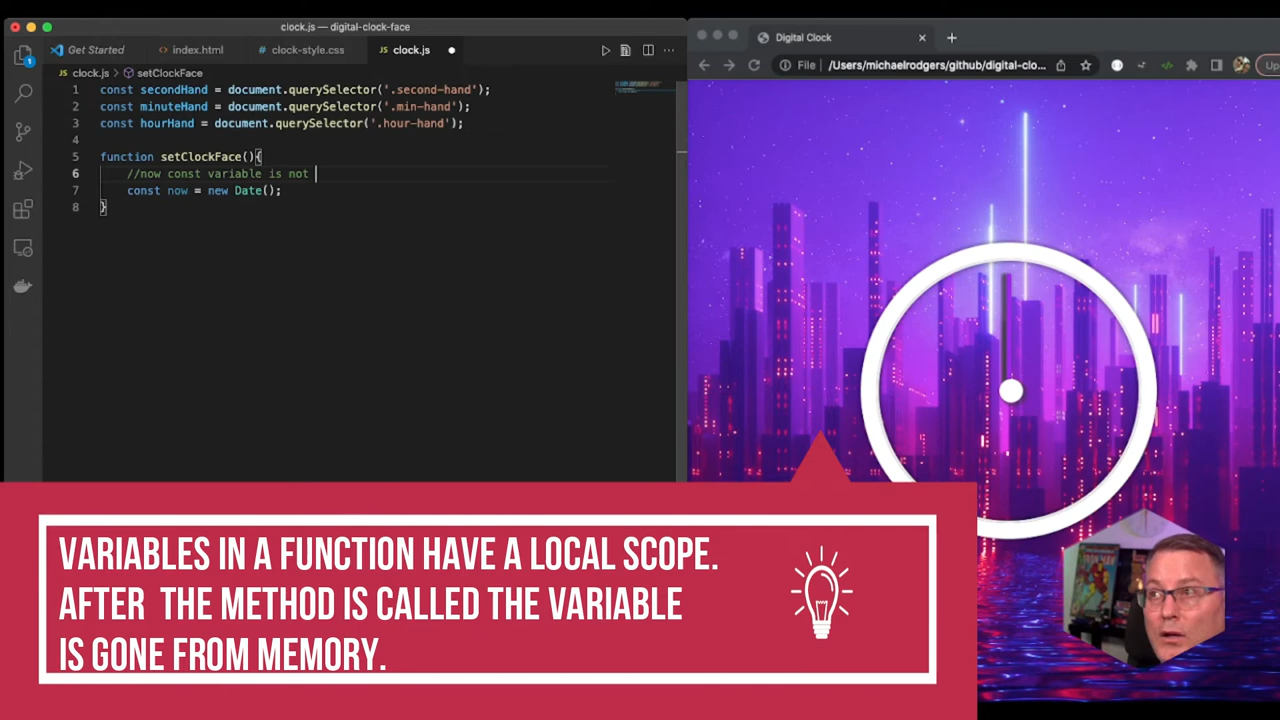 clock.js — digital-clock-face
Get Started
index.html
clock-style.css
clock.js
clock.js
setClockFace
1 const secondHand = document.querySelector('.second-hand');
2 const minuteHand = document.querySelector('.min-hand');
3 const hourHand = document.querySelector('.hour-hand');
4
5 function setClockFace(){
6 //now const variable is not
7 const now = new Date();
8 }
1
Digital Clock
File
/Users/michaelrodgers/github/digital-clo...
Up
VARIABLES IN A FUNCTION HAVE A LOCAL SCOPE.
AFTER THE METHOD IS CALLED THE VARIABLE
IS GONE FROM MEMORY.